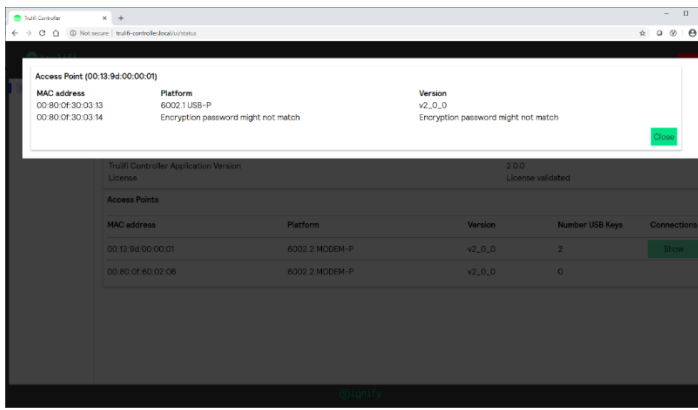 Trulifi Controller
Not secure | trulifi-controller.local/ui/status
Access Point (00:13:9d:00:00:01)
MAC address Platform Version
00:80:0f:30:03:13 6002.1 USB-P v2_0_0
00:80:0f:30:03:14 Encryption password might not match Encryption password might not match
Close
Trulifi Controller Application Version 2.0.0
License License validated
Access Points
MAC address Platform Version Number USB Keys Connections
00:13:9d:00:00:01 6002.2 MODEM-P v2_0_0 2 Show
00:80:0f:60:02:06 6002.2 MODEM-P v2_0_0 0
Signify